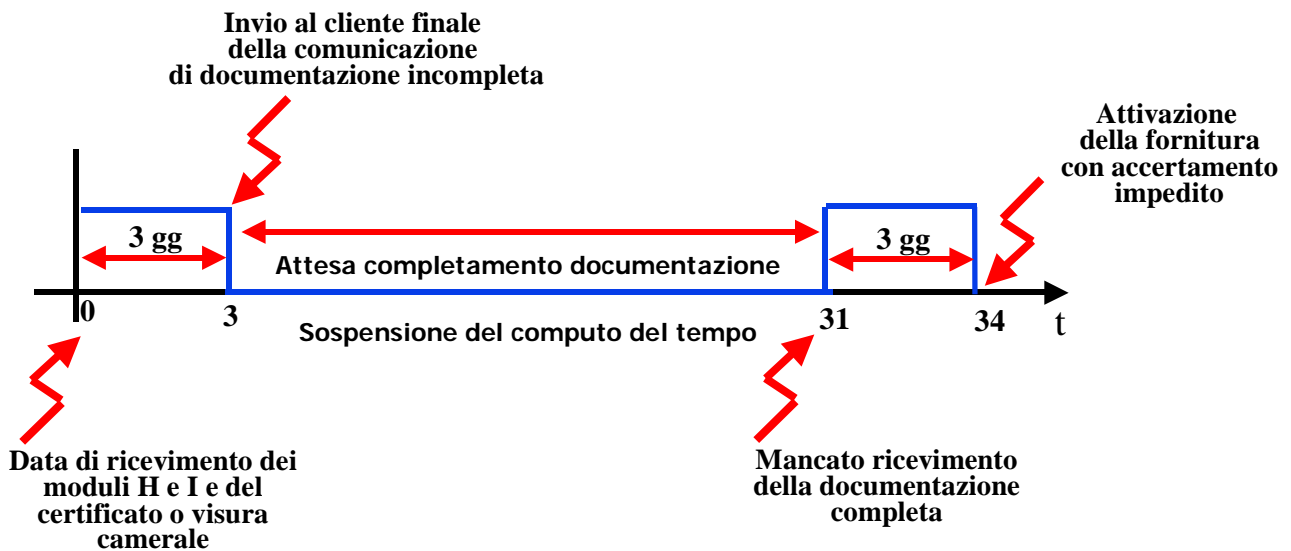 Invio al cliente finale
della comunicazione
di documentazione incompleta
Attivazione
della fornitura
con accertamento
impedito
3 gg
3 gg
Attesa completamento documentazione
0
3
31
34
t
Sospensione del computo del tempo
Data di ricevimento dei
moduli H e I e del
certificato o visura
camerale
Mancato ricevimento
della documentazione
completa